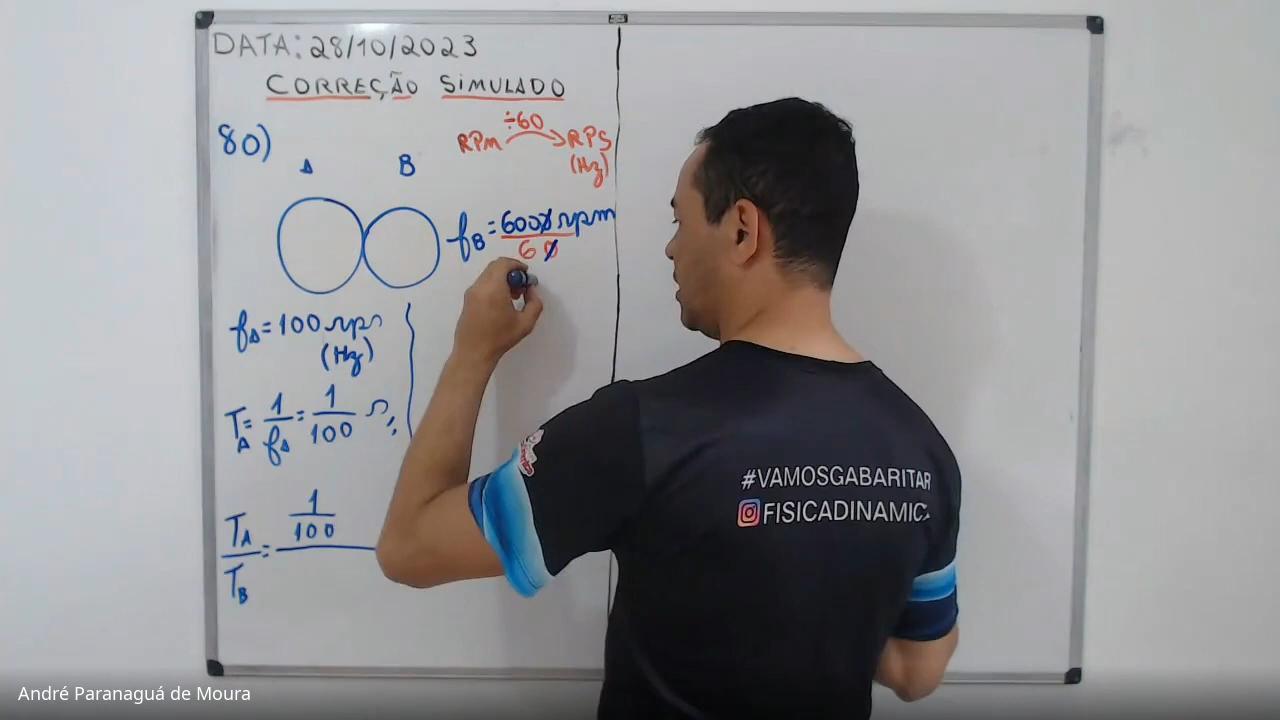 DATA: 28/10/2023
CORREÇÃO SIMULADO
80)
÷60
RPM RPS
(Hz)
A B
fB = 6000 rpm
60
fA = 100 rps
(Hz)
TA = 1/fA = 1/100 s
TA/TB = 1/100
#VAMOSGABARITAR
FISICADINAMIC
André Paranaguá de Moura